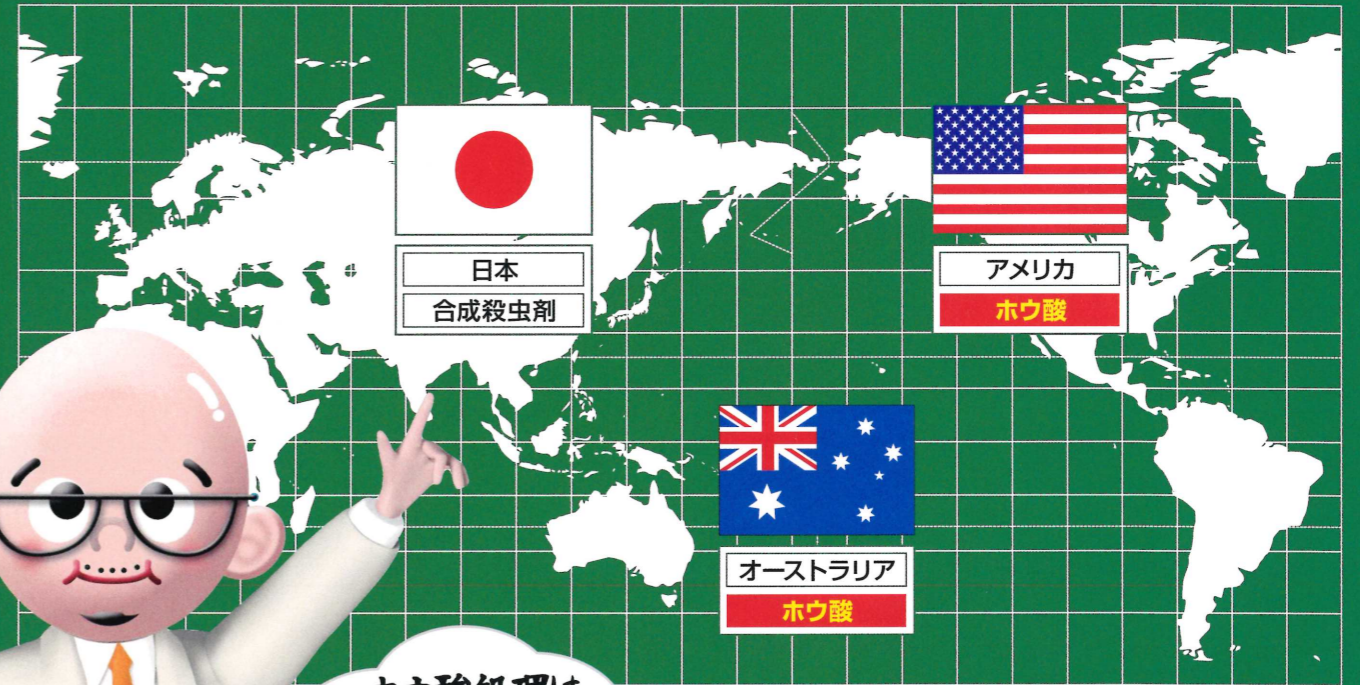 日本
合成殺虫剤
アメリカ
ホウ酸
オーストラリア
ホウ酸